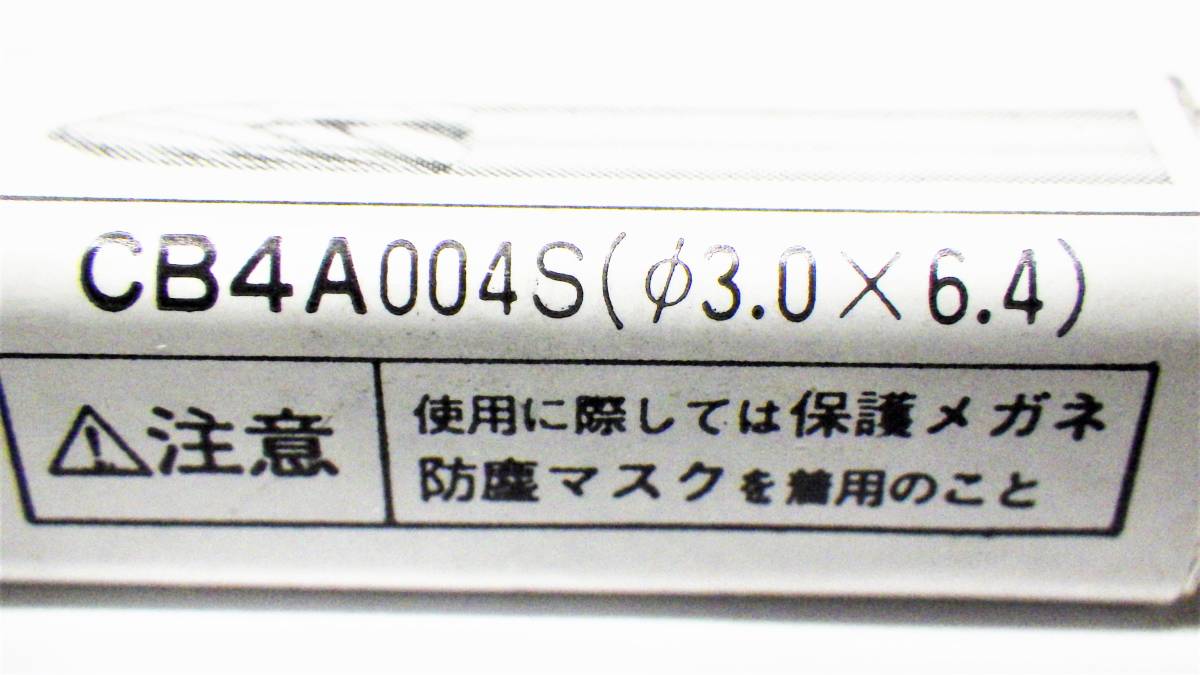 CB4A004S(φ3.0×6.4)
⚠注意
使用に際しては保護メガネ
防塵マスクを着用のこと